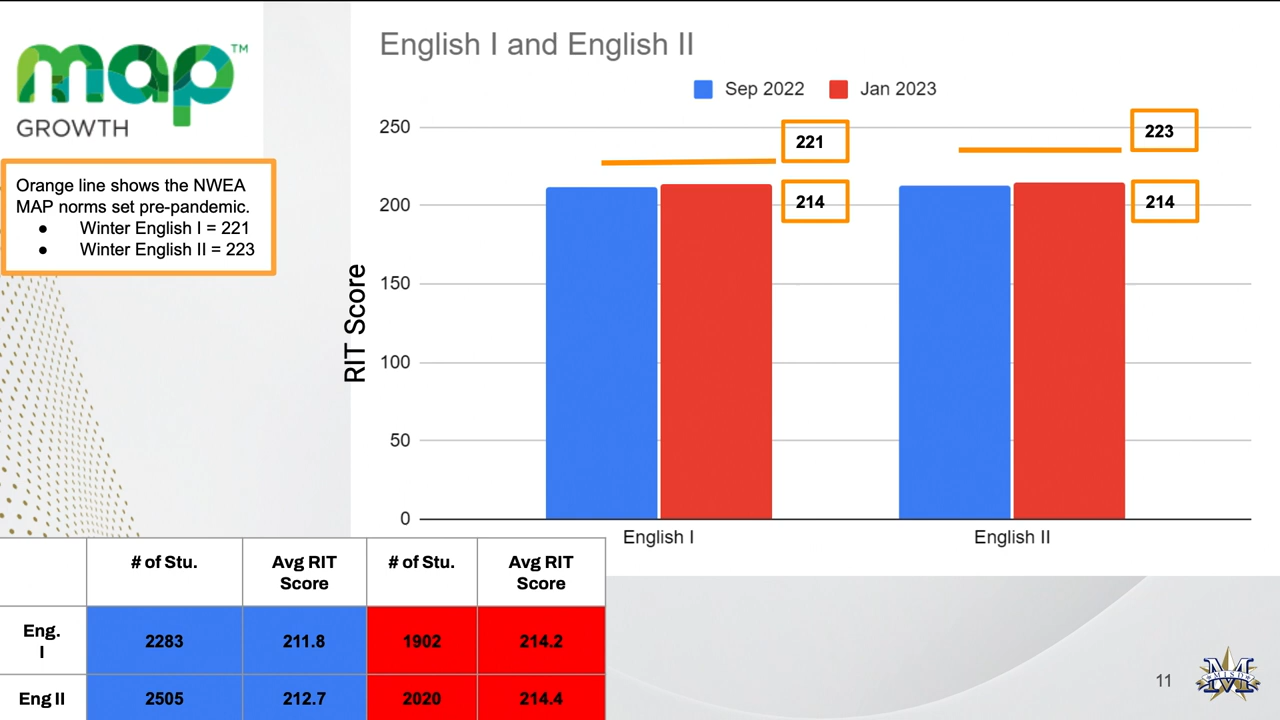 map™
GROWTH
Orange line shows the NWEA
MAP norms set pre-pandemic.
● Winter English I = 221
● Winter English II = 223
English I and English II
Sep 2022 Jan 2023
RIT Score
250
200
150
100
50
0
221
214
223
214
English I English II
# of Stu. Avg RIT Score # of Stu. Avg RIT Score
Eng. I 2283 211.8 1902 214.2
Eng II 2505 212.7 2020 214.4
11
M
MISD